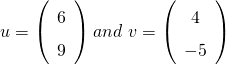 u = ( 6 9 ) and v = ( 4 −5 )